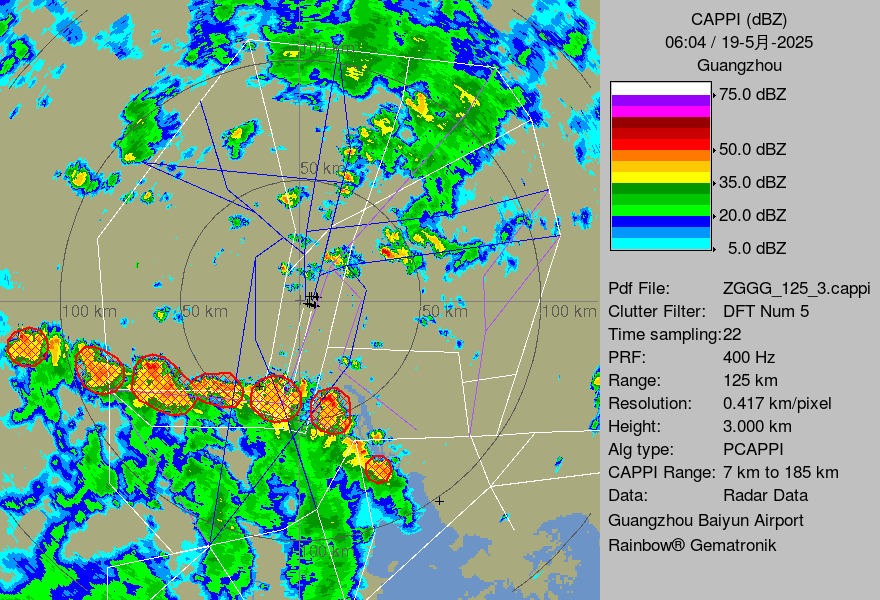 CAPPI (dBZ)
06:04 / 19-5月-2025
Guangzhou
75.0 dBZ
50.0 dBZ
35.0 dBZ
20.0 dBZ
5.0 dBZ
Pdf File: ZGGG_125_3.cappi
Clutter Filter: DFT Num 5
Time sampling:22
PRF: 400 Hz
Range: 125 km
Resolution: 0.417 km/pixel
Height: 3.000 km
Alg type: PCAPPI
CAPPI Range: 7 km to 185 km
Data: Radar Data
Guangzhou Baiyun Airport
Rainbow® Gematronik
100 km
50 km
100 km
50 km
50 km
100 km
100 km